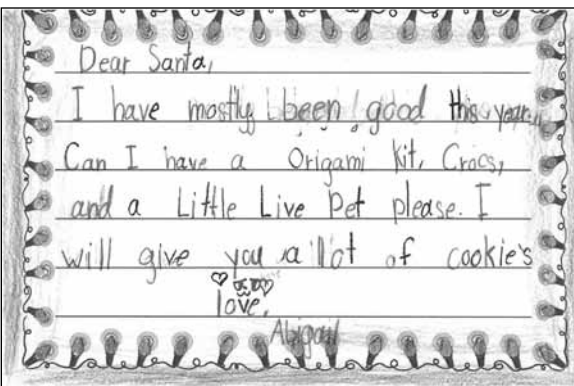 Dear Santa,
I have mostly been good this year.
Can I have a Origami Kit, Crocs,
and a Little Live Pet please. I
will give you a lot of cookie's
love,
Abigail